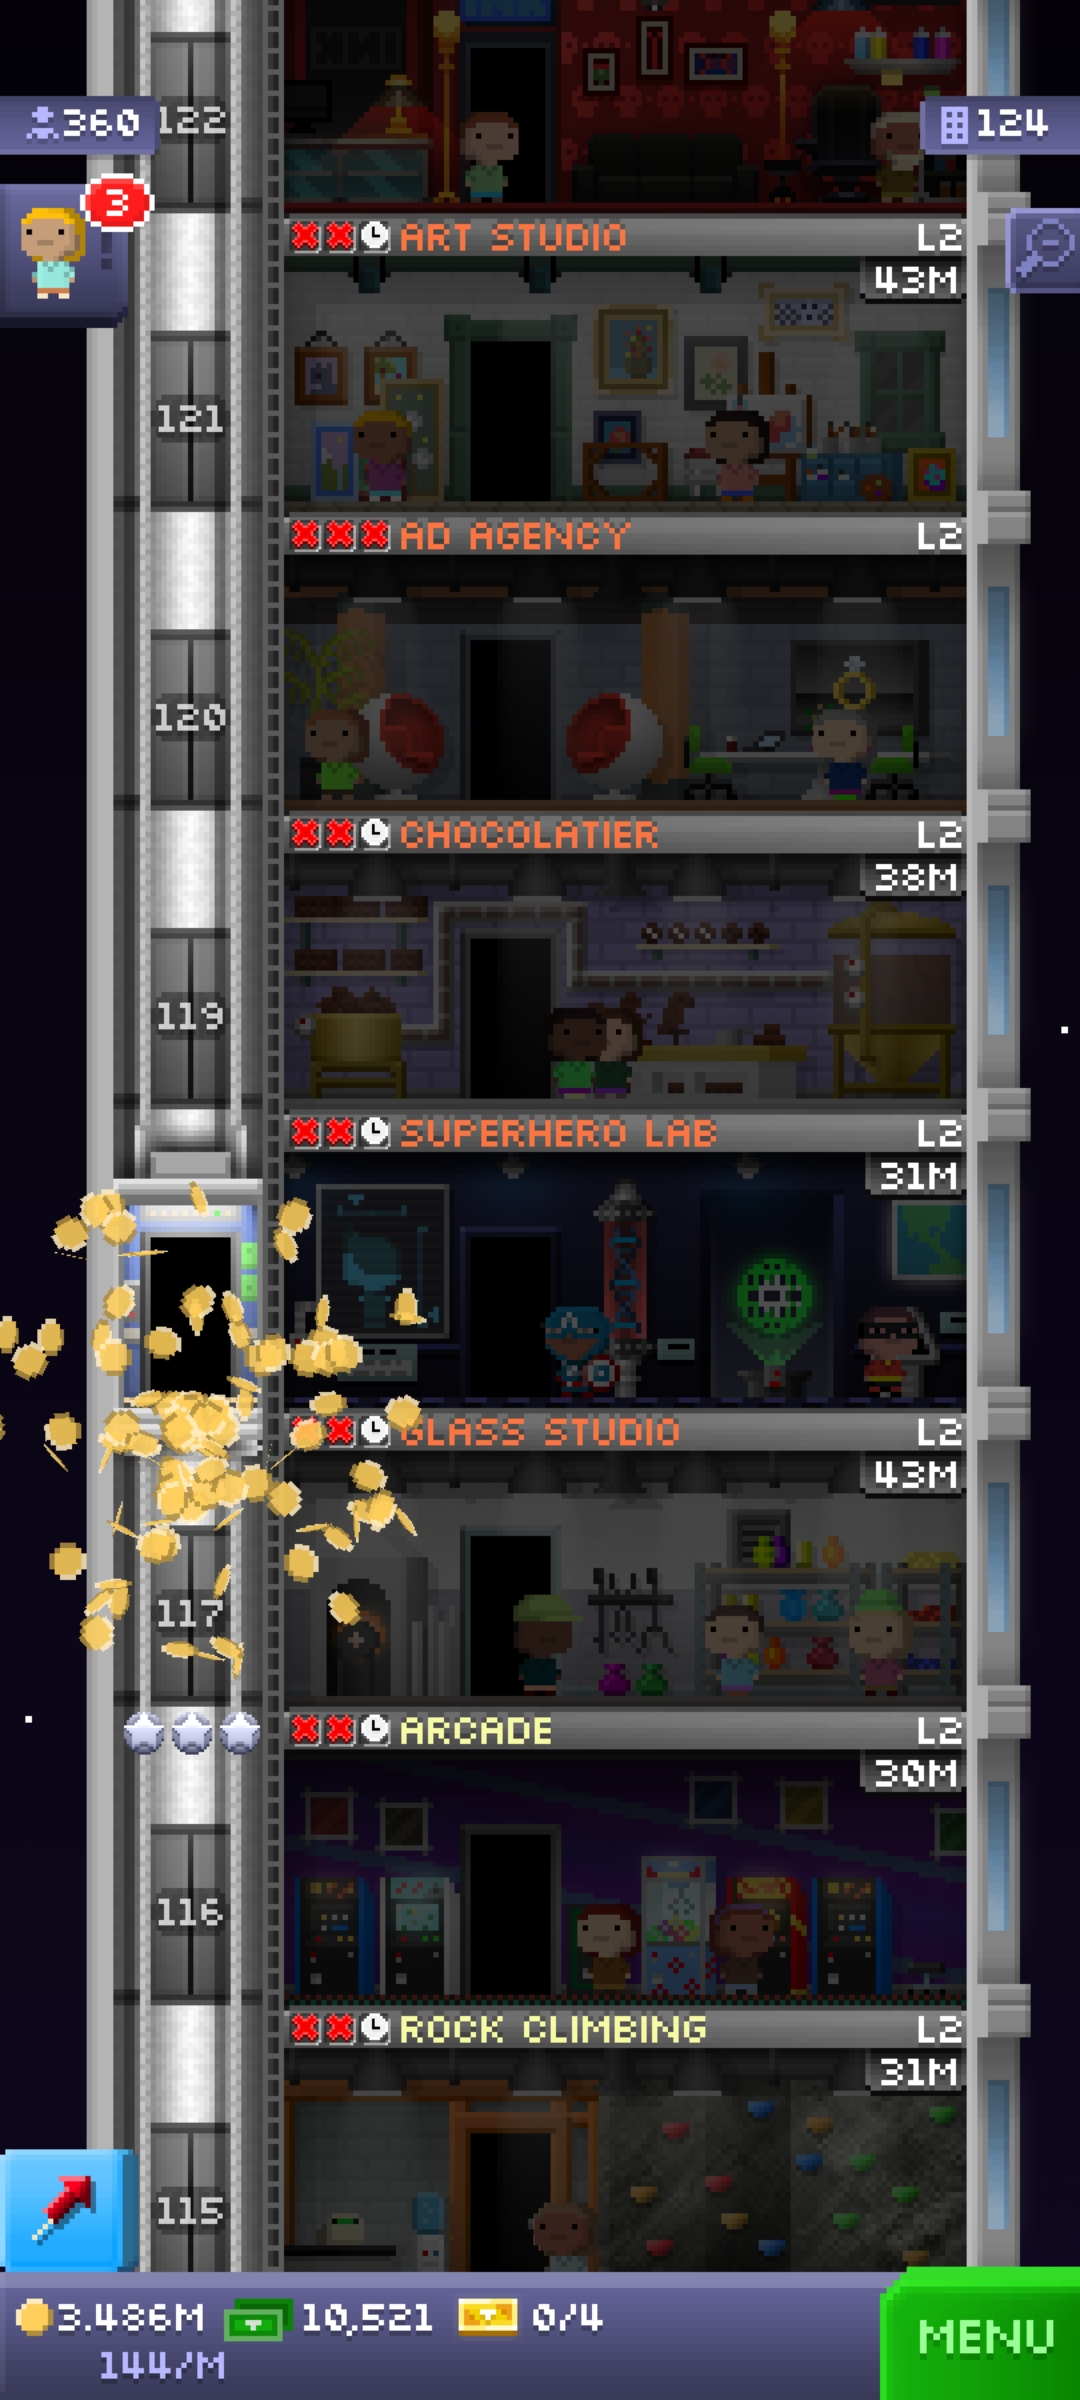 INK
INK
360
122
124
3
ART STUDIO L2
43M
121
AD AGENCY L2
120
CHOCOLATIER L2
38M
119
SUPERHERO LAB L2
31M
GLASS STUDIO L2
43M
117
ARCADE L2
30M
116
ROCK CLIMBING L2
31M
115
3.486M 10,521 0/4
144/M
MENU